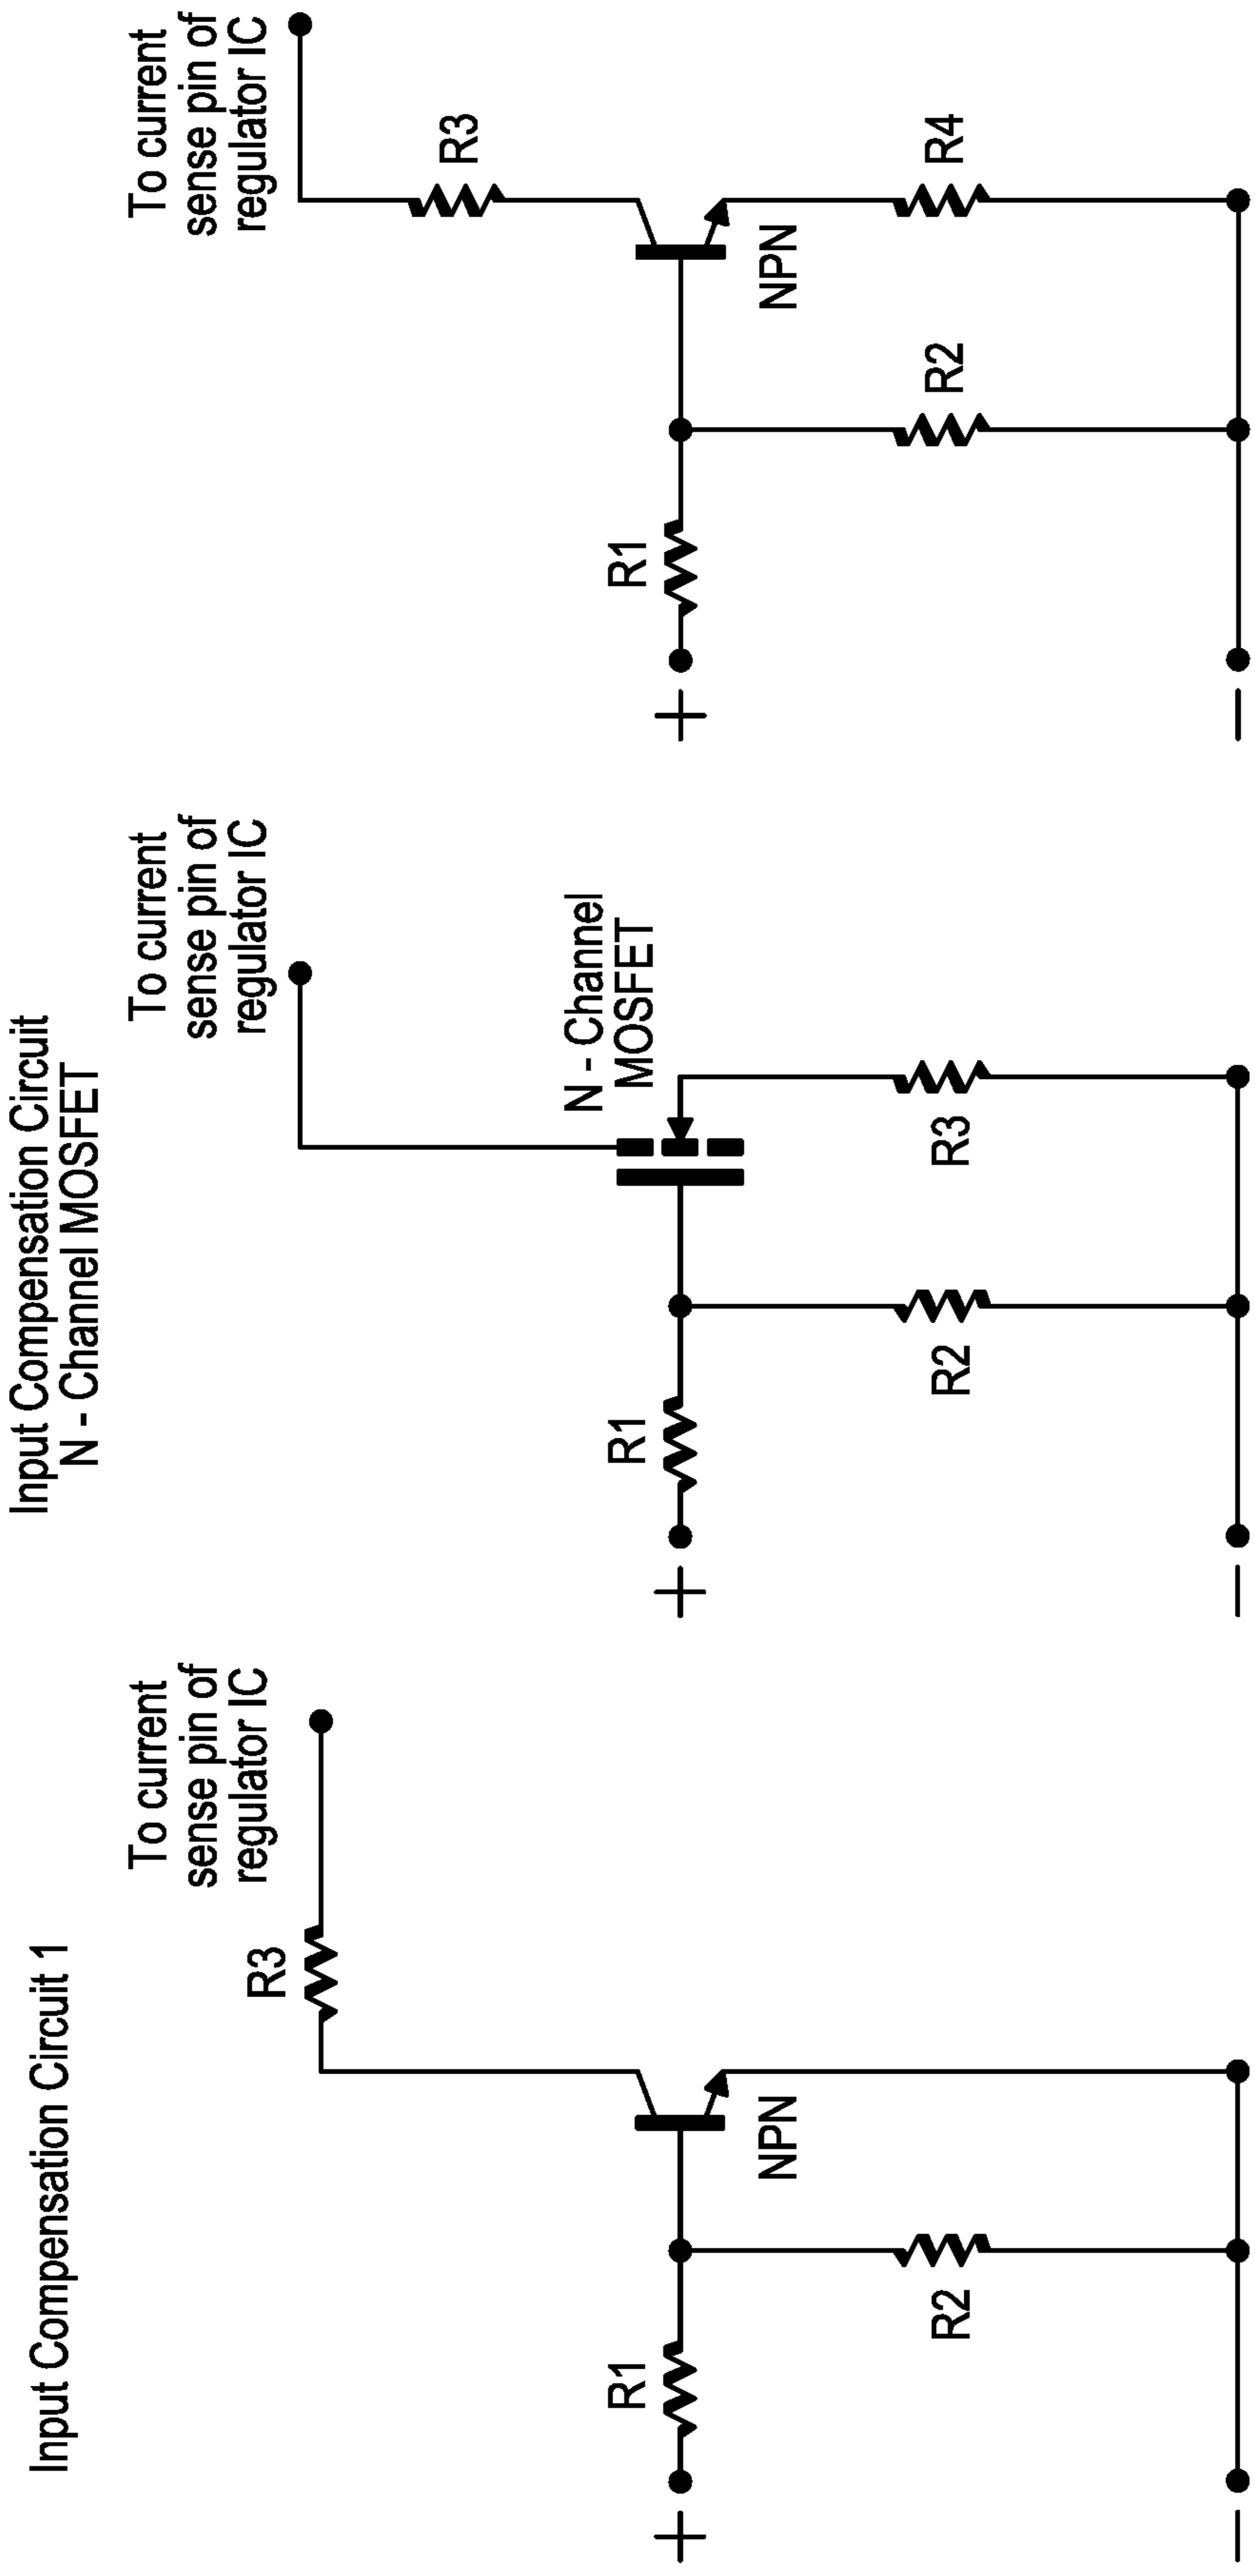 Input Compensation Circuit 1
To current
sense pin of
regulator IC
R3
R1
NPN
R2
+
−
Input Compensation Circuit
N - Channel MOSFET
To current
sense pin of
regulator IC
N - Channel
MOSFET
R1
R2
R3
+
−
To current
sense pin of
regulator IC
R3
R1
NPN
R2
R4
+
−